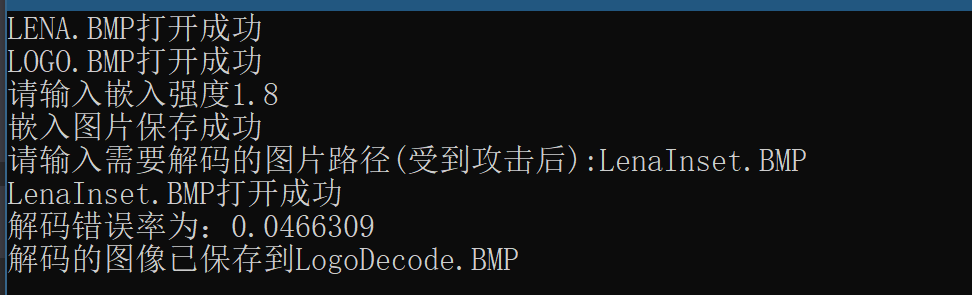 LENA.BMP打开成功
LOGO.BMP打开成功
请输入嵌入强度1.8
嵌入图片保存成功
请输入需要解码的图片路径(受到攻击后):LenaInset.BMP
LenaInset.BMP打开成功
解码错误率为：0.0466309
解码的图像已保存到LogoDecode.BMP